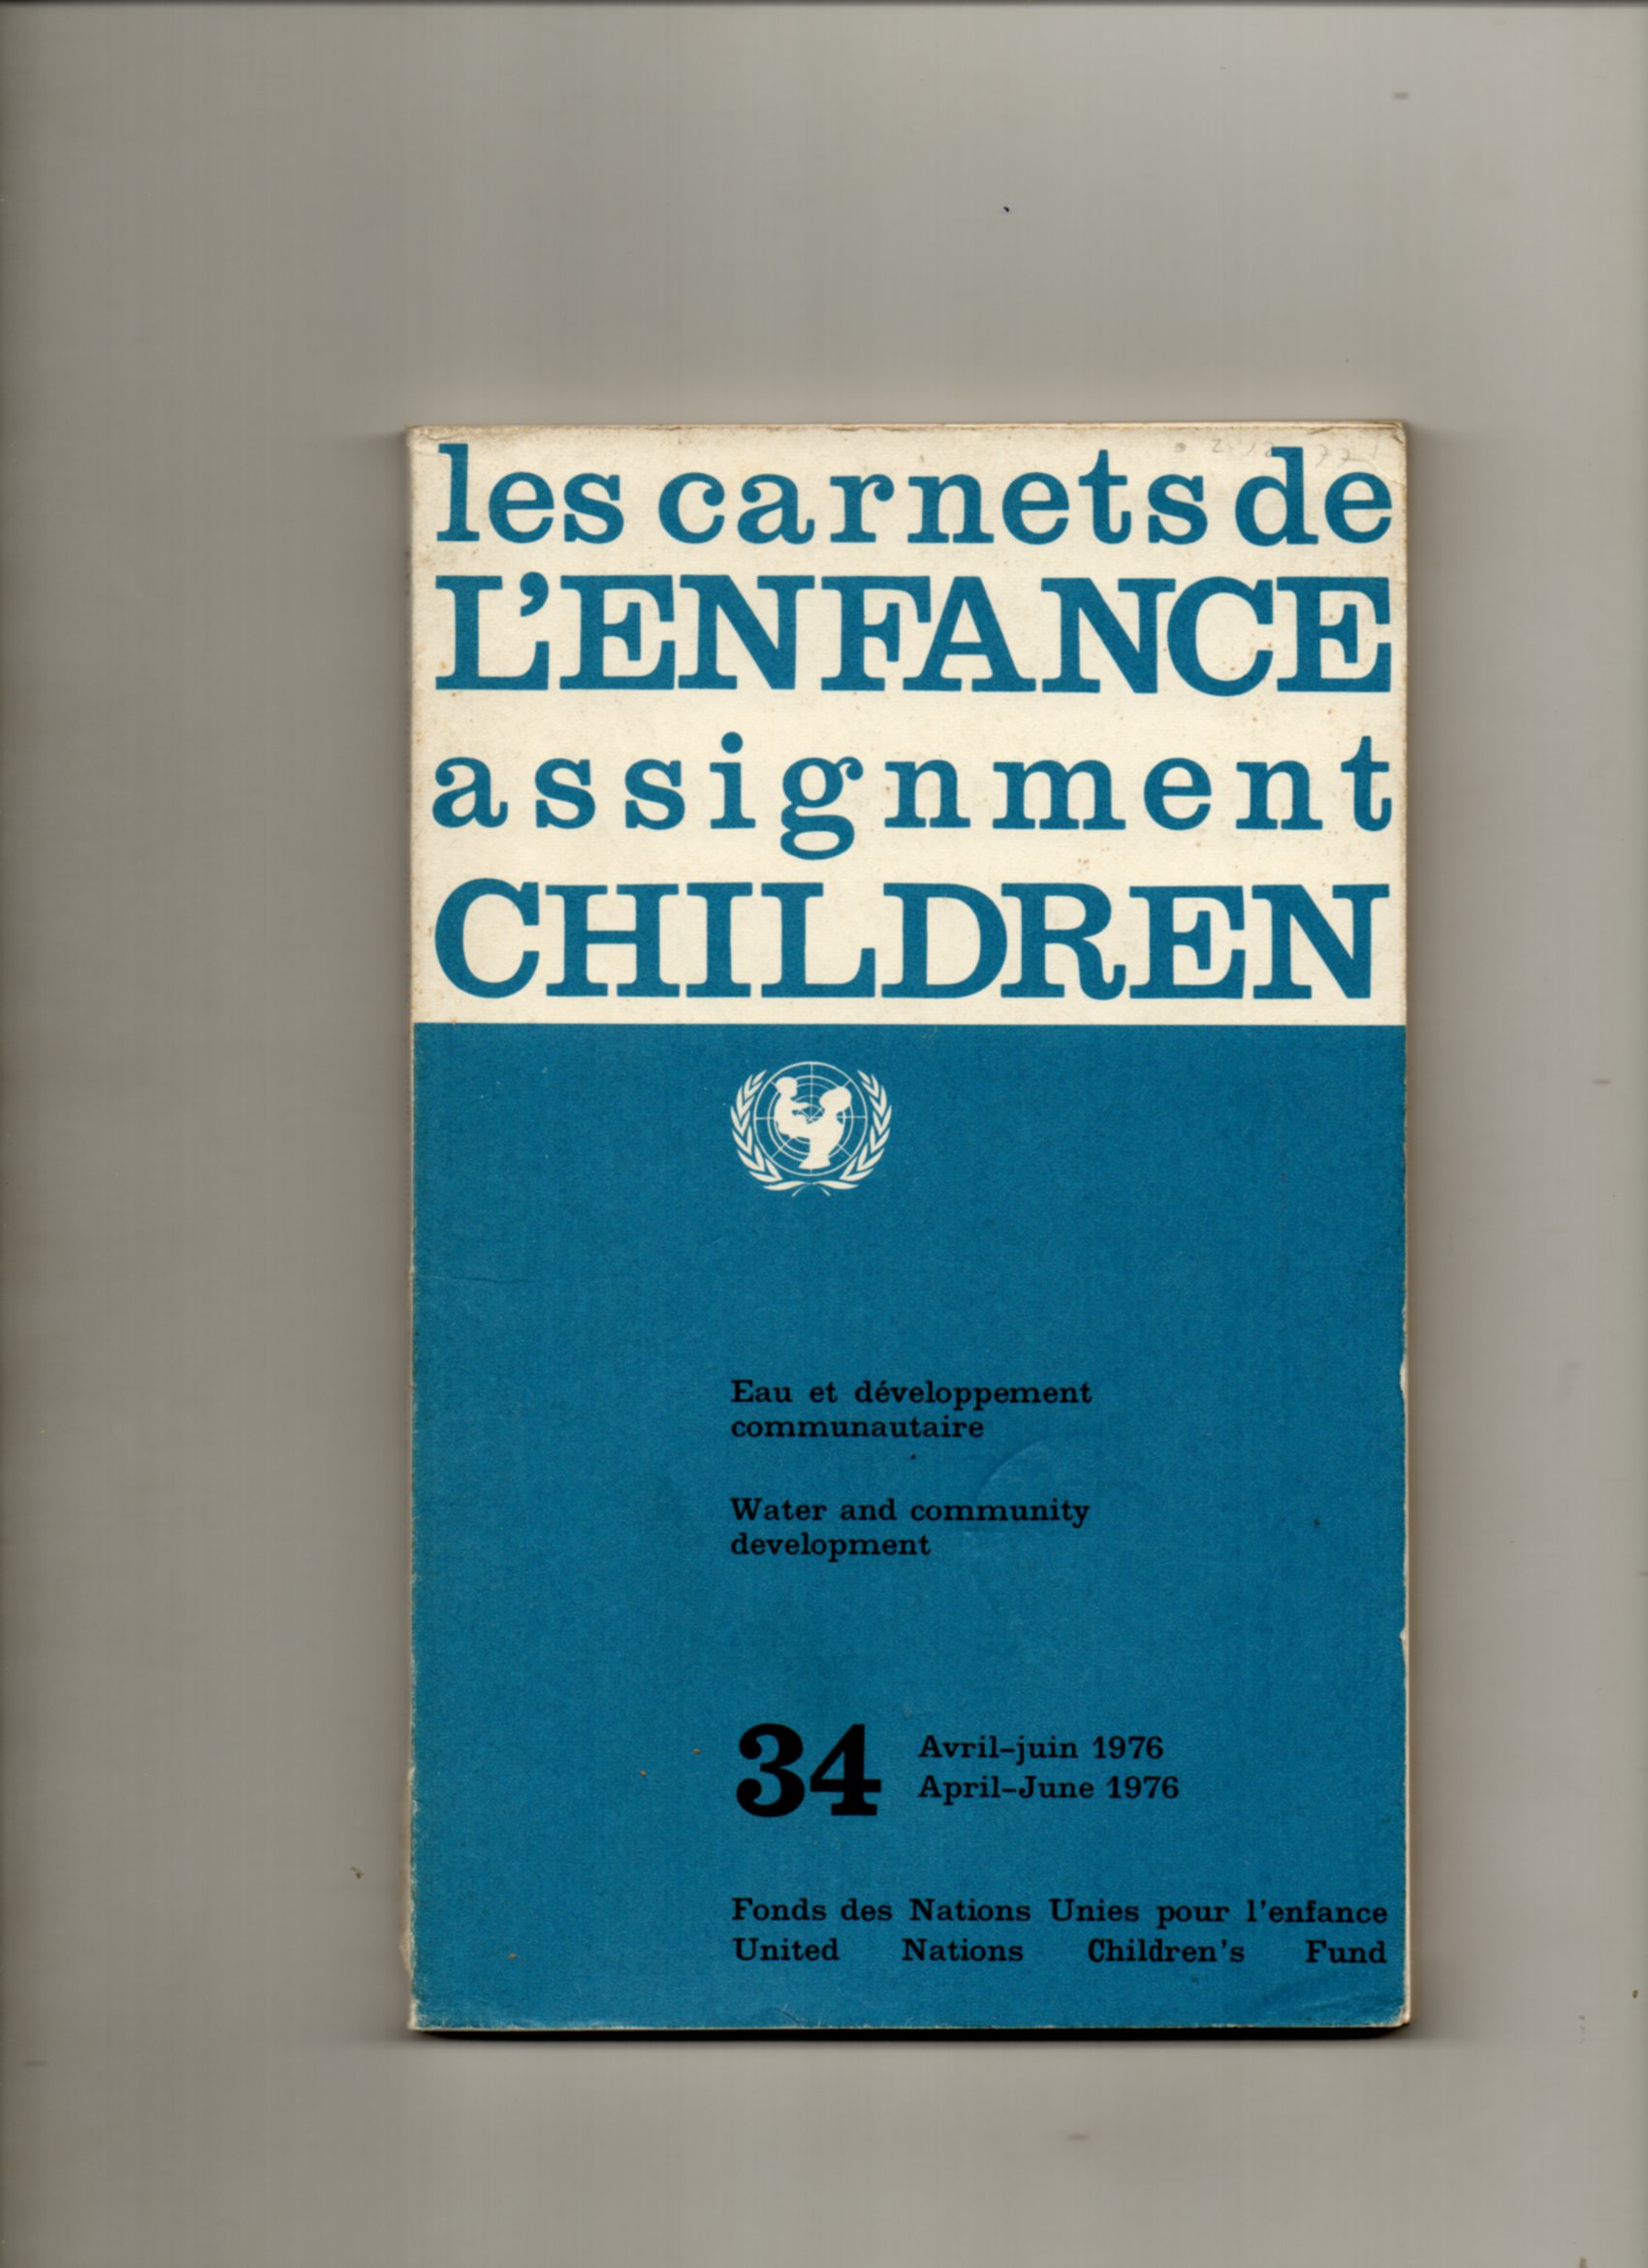 les carnets de
L'ENFANCE
assignment
CHILDREN
Eau et développement
communautaire
Water and community
development
34
Avril-juin 1976
April-June 1976
Fonds des Nations Unies pour l'enfance
United Nations Children's Fund